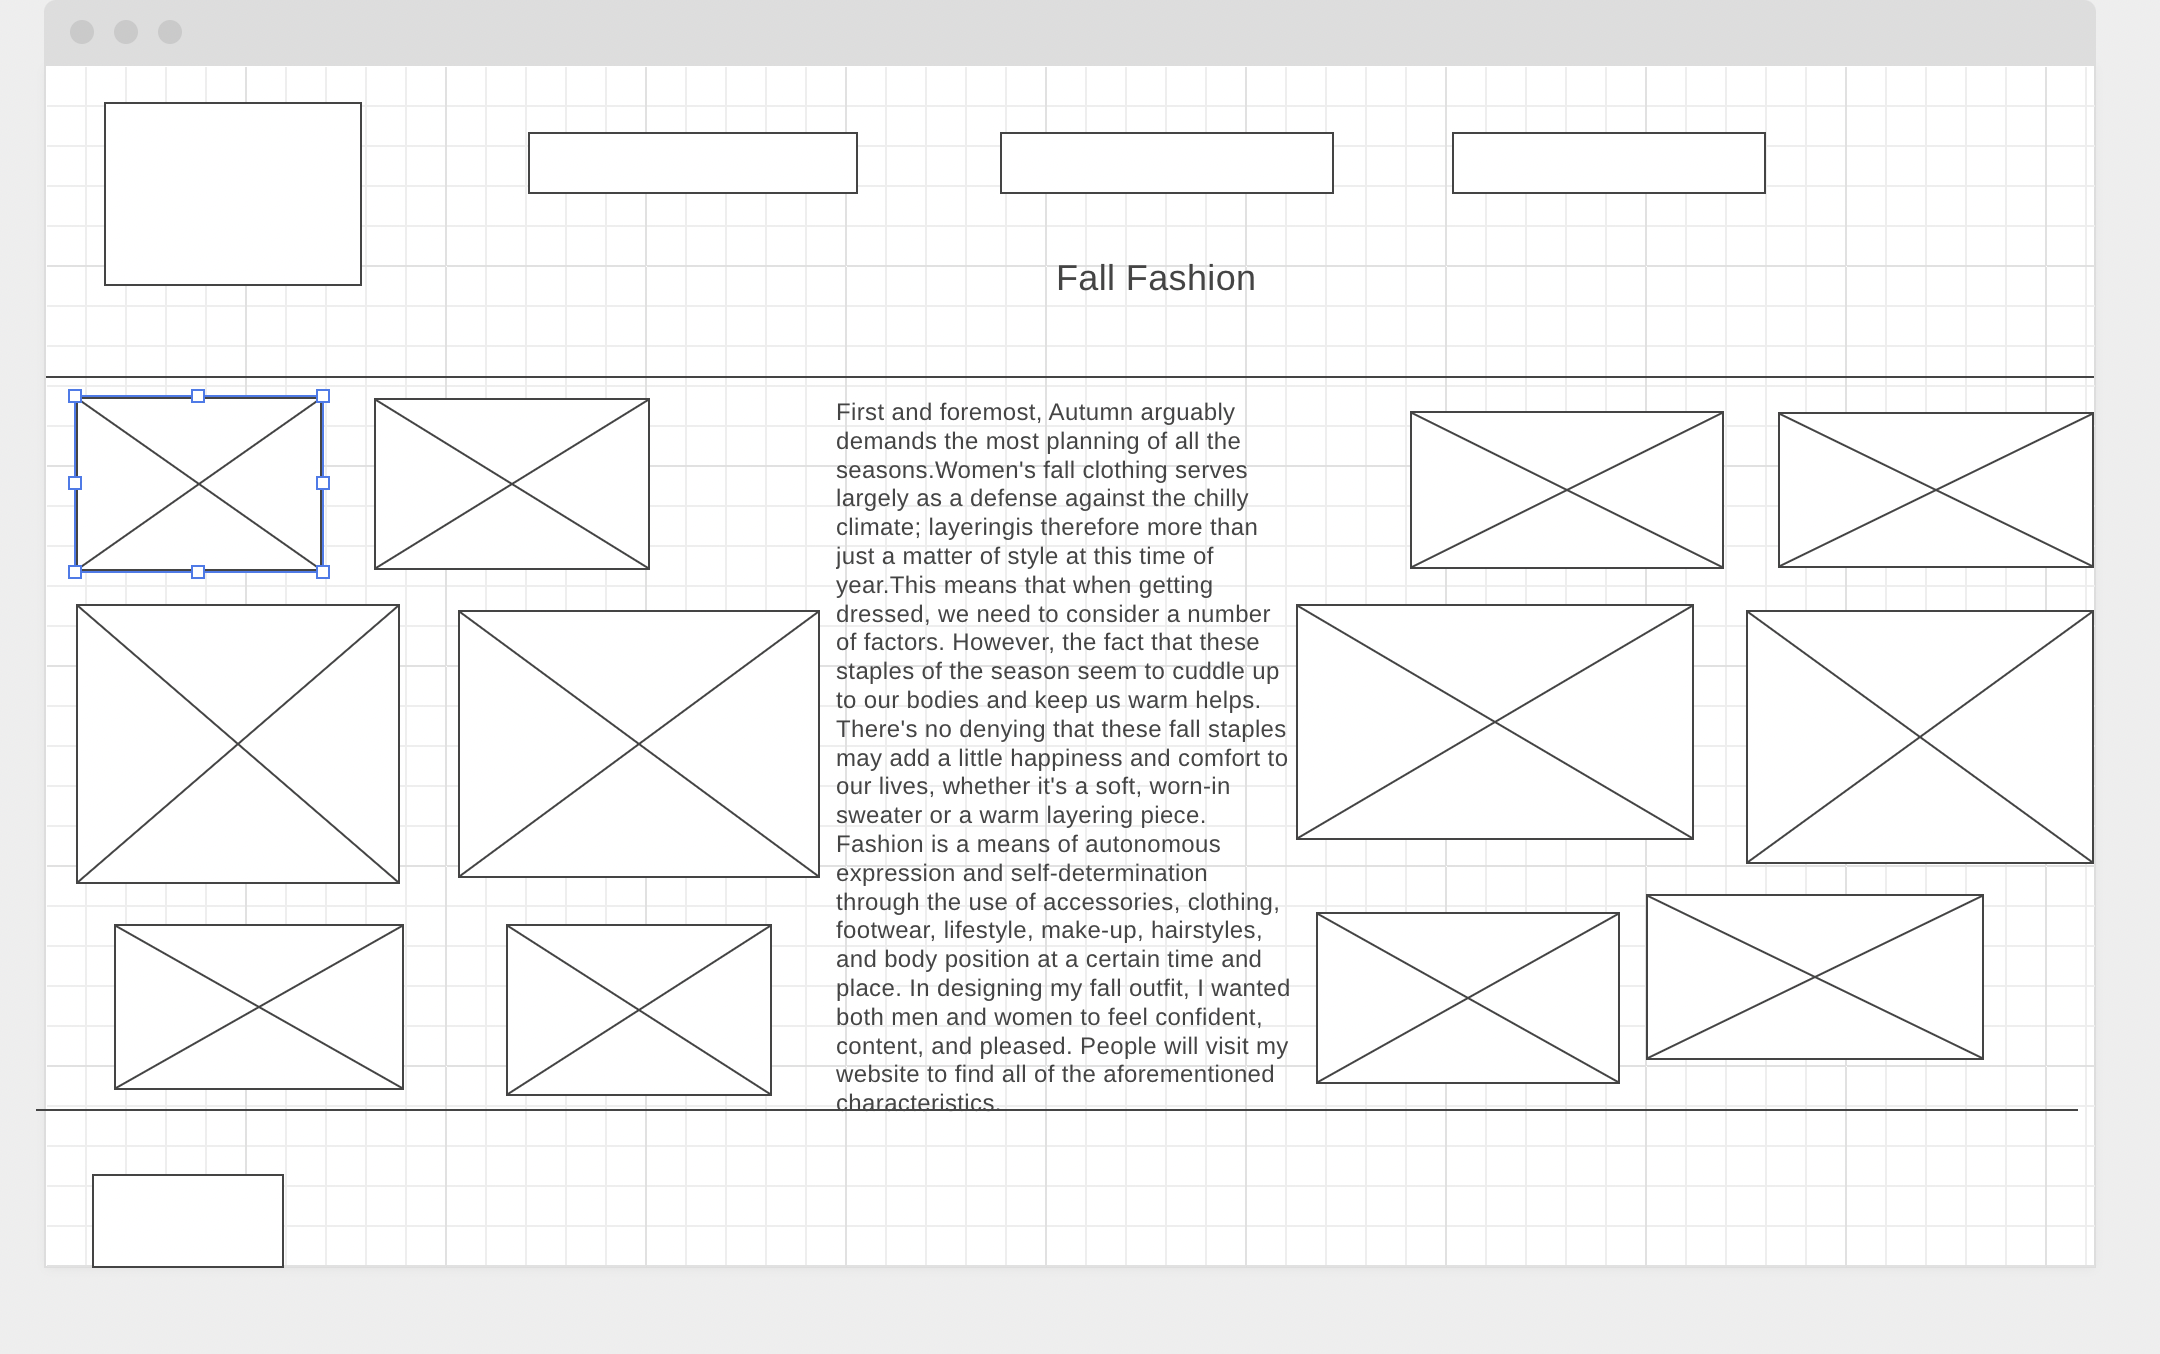 Fall Fashion
First and foremost, Autumn arguably
demands the most planning of all the
seasons.Women's fall clothing serves
largely as a defense against the chilly
climate; layeringis therefore more than
just a matter of style at this time of
year.This means that when getting
dressed, we need to consider a number
of factors. However, the fact that these
staples of the season seem to cuddle up
to our bodies and keep us warm helps.
There's no denying that these fall staples
may add a little happiness and comfort to
our lives, whether it's a soft, worn-in
sweater or a warm layering piece.
Fashion is a means of autonomous
expression and self-determination
through the use of accessories, clothing,
footwear, lifestyle, make-up, hairstyles,
and body position at a certain time and
place. In designing my fall outfit, I wanted
both men and women to feel confident,
content, and pleased. People will visit my
website to find all of the aforementioned
characteristics.